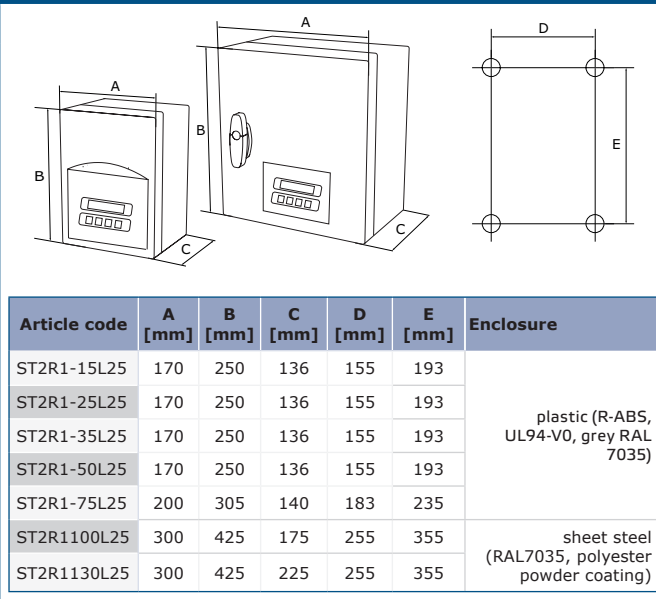 A
D
A
B
E
B
C
C
Article code A [mm] B [mm] C [mm] D [mm] E [mm] Enclosure
ST2R1-15L25 170 250 136 155 193
ST2R1-25L25 170 250 136 155 193
ST2R1-35L25 170 250 136 155 193
ST2R1-50L25 170 250 136 155 193
ST2R1-75L25 200 305 140 183 235
plastic (R-ABS,
UL94-V0, grey RAL
7035)
ST2R1100L25 300 425 175 255 355
ST2R1130L25 300 425 225 255 355
sheet steel
(RAL7035, polyester
powder coating)